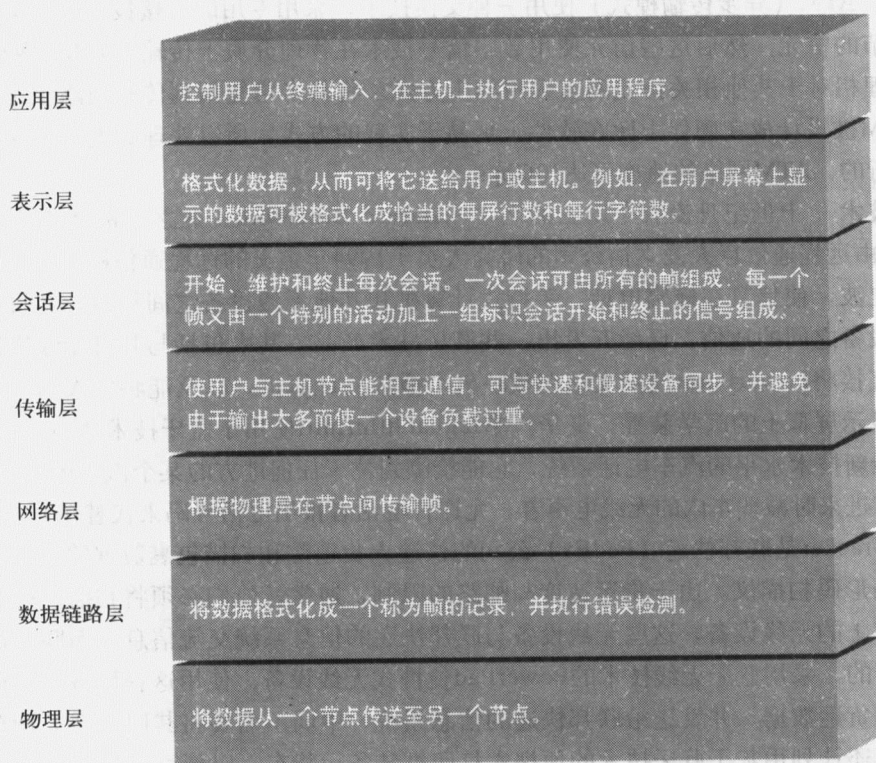 应用层
控制用户从终端输入、在主机上执行用户的应用程序。
表示层
格式化数据，从而可将它送给用户或主机。例如，在用户屏幕上显
示的数据可被格式化成恰当的每屏行数和每行字符数。
会话层
开始、维护和终止每次会话。一次会话可由所有的帧组成，每一个
帧又由一个特别的活动加上一组标识会话开始和终止的信号组成。
传输层
使用户与主机节点能相互通信，可与快速和慢速设备同步，并避免
由于输出太多而使一个设备负载过重。
网络层
根据物理层在节点间传输帧。
数据链路层
将数据格式化成一个称为帧的记录，并执行错误检测。
物理层
将数据从一个节点传送至另一个节点。